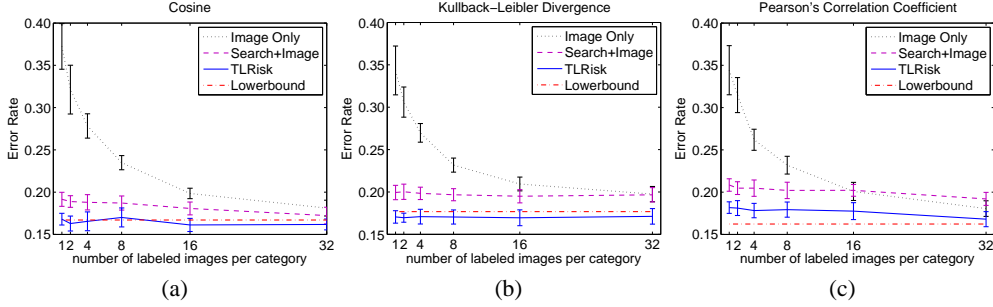 Cosine
Error Rate
0.40
0.35
0.30
0.25
0.20
0.15
Image Only
Search+Image
TLRisk
Lowerbound
1 2 4 8 16 32
number of labeled images per category
(a)
Kullback−Leibler Divergence
Error Rate
0.40
0.35
0.30
0.25
0.20
0.15
Image Only
Search+Image
TLRisk
Lowerbound
1 2 4 8 16 32
number of labeled images per category
(b)
Pearson's Correlation Coefficient
Error Rate
0.40
0.35
0.30
0.25
0.20
0.15
Image Only
Search+Image
TLRisk
Lowerbound
1 2 4 8 16 32
number of labeled images per category
(c)